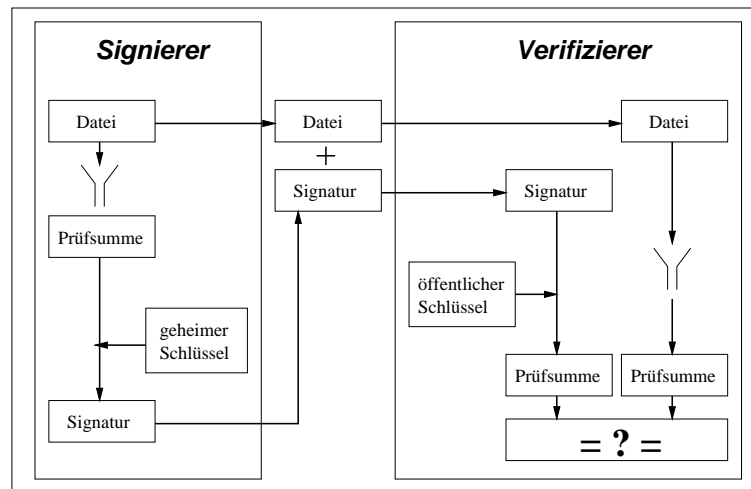 Signierer
Verifizierer
Datei
Datei
Datei
+
Signatur
Signatur
Prüfsumme
öffentlicher
Schlüssel
geheimer
Schlüssel
Prüfsumme
Prüfsumme
Signatur
= ? =